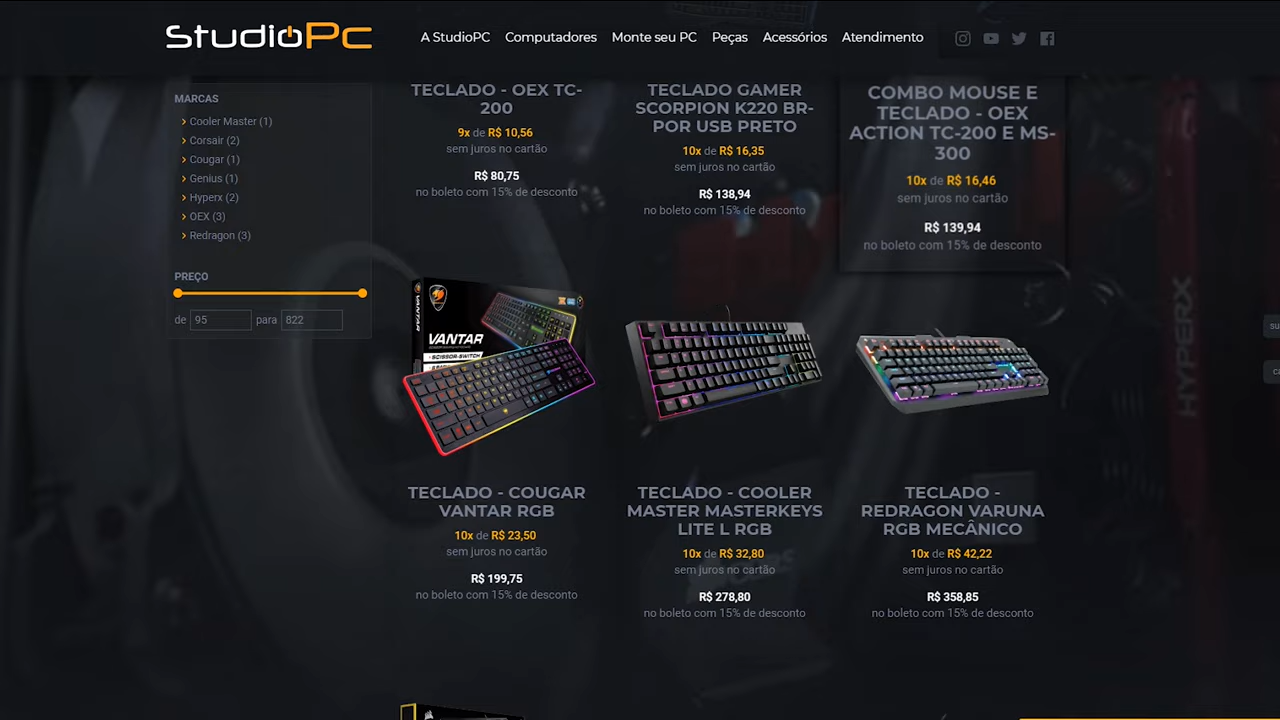 StudioPc
A StudioPC
Computadores
Monte seu PC
Peças
Acessórios
Atendimento
MARCAS
Cooler Master (1)
Corsair (2)
Cougar (1)
Genius (1)
Hyperx (2)
OEX (3)
Redragon (3)
PREÇO
de 95 para 822
TECLADO - OEX TC-
200
9x de R$ 10,56
sem juros no cartão
R$ 80,75
no boleto com 15% de desconto
TECLADO GAMER
SCORPION K220 BR-
POR USB PRETO
10x de R$ 16,35
sem juros no cartão
R$ 138,94
no boleto com 15% de desconto
COMBO MOUSE E
TECLADO - OEX
ACTION TC-200 E MS-
300
10x de R$ 16,46
sem juros no cartão
R$ 139,94
no boleto com 15% de desconto
VANTAR
SCISSOR-SWITCH
TECLADO - COUGAR
VANTAR RGB
10x de R$ 23,50
sem juros no cartão
R$ 199,75
no boleto com 15% de desconto
TECLADO - COOLER
MASTER MASTERKEYS
LITE L RGB
10x de R$ 32,80
sem juros no cartão
R$ 278,80
no boleto com 15% de desconto
TECLADO -
REDRAGON VARUNA
RGB MECÂNICO
10x de R$ 42,22
sem juros no cartão
R$ 358,85
no boleto com 15% de desconto
HYPERX